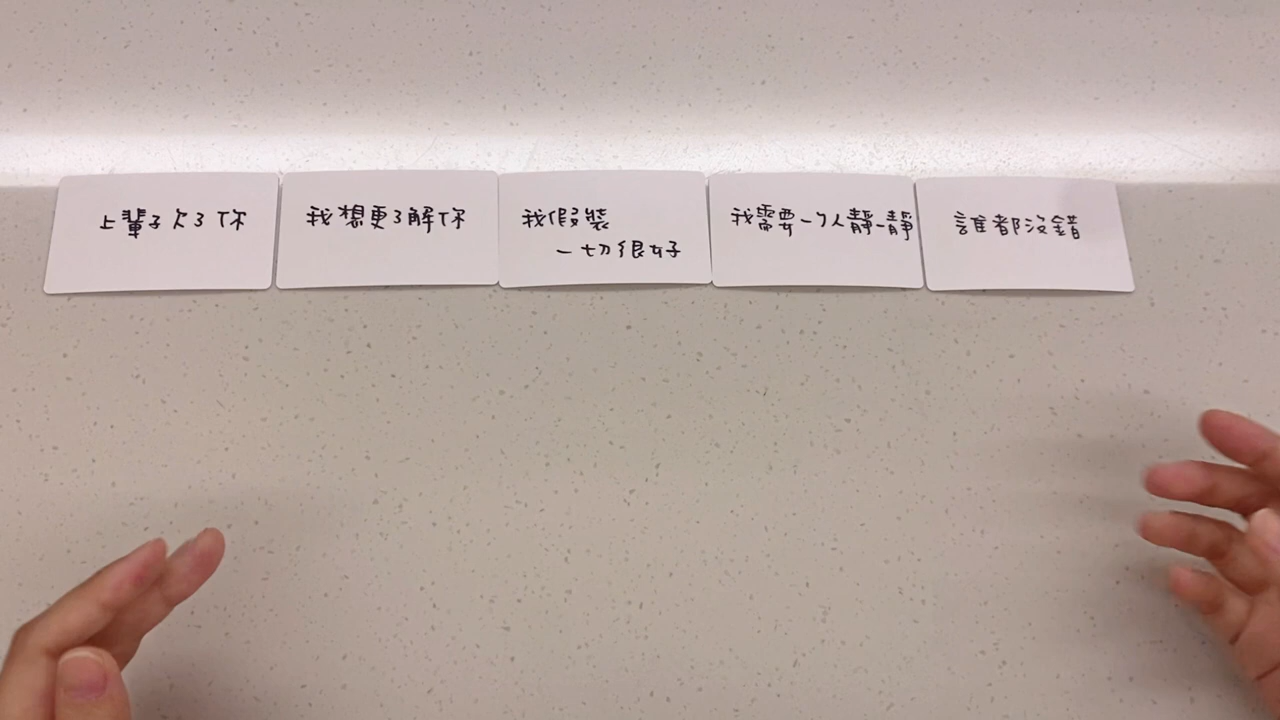 上輩子欠了你
我想更了解你
我假裝
一切很好
我需要一個人靜一靜
誰都沒錯